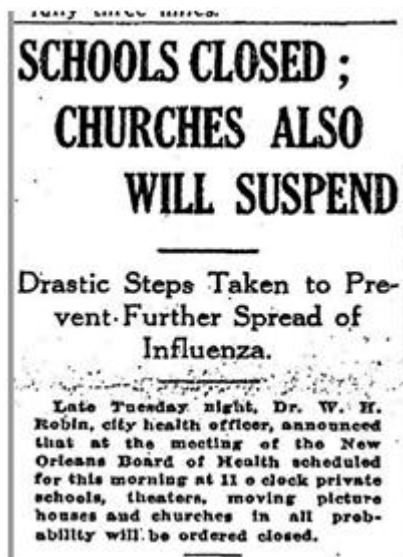 SCHOOLS CLOSED ;
CHURCHES ALSO
WILL SUSPEND
Drastic Steps Taken to Pre-
vent Further Spread of
Influenza.
Late Tuesday night, Dr. W. H.
Robin, city health officer, announced
that at the meeting of the New
Orleans Board of Health scheduled
for this morning at 11 o clock private
schools, theaters, moving picture
houses and churches in all prob-
ability will be ordered closed.